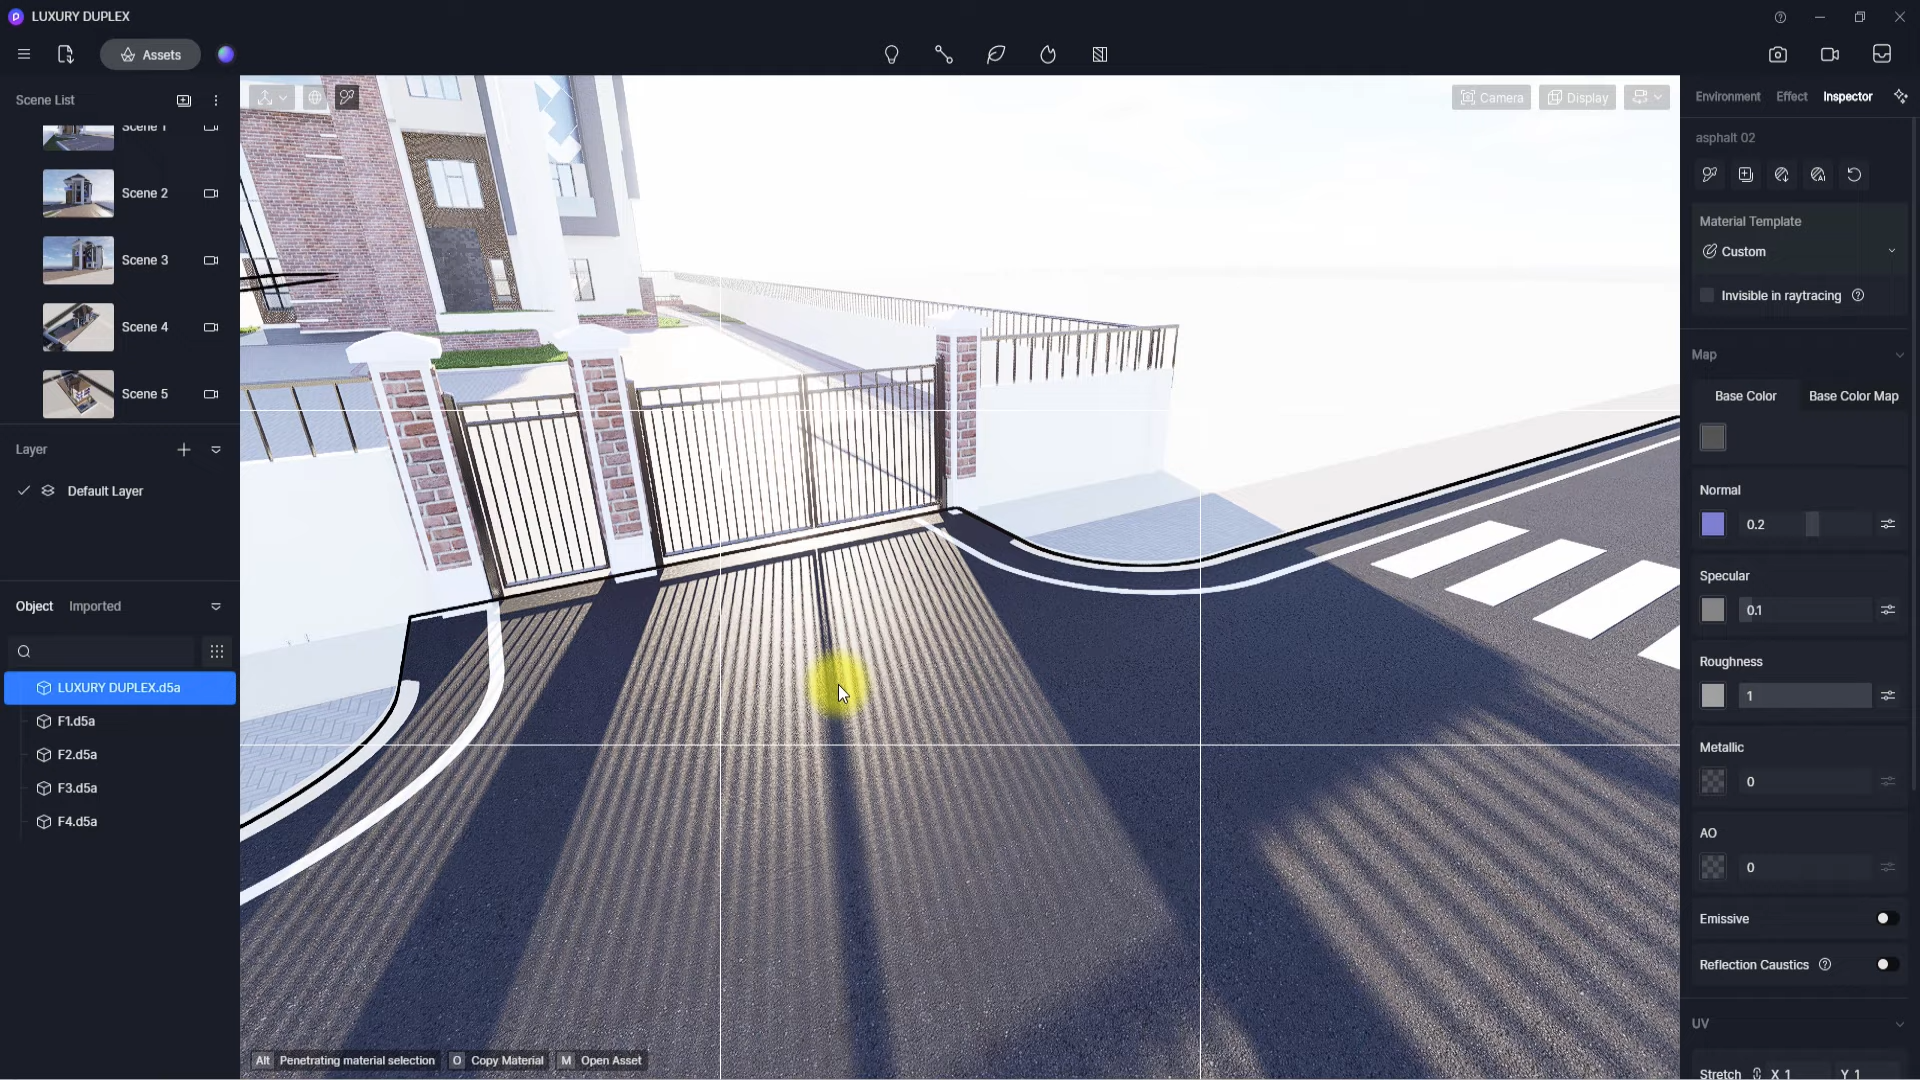 LUXURY DUPLEX
Assets
Scene List
Scene 1
Scene 2
Scene 3
Scene 4
Scene 5
Layer
Default Layer
Object
Imported
LUXURY DUPLEX.d5a
F1.d5a
F2.d5a
F3.d5a
F4.d5a
Camera
Display
Alt Penetrating material selection O Copy Material M Open Asset
Environment Effect Inspector
asphalt 02
Material Template
Custom
Invisible in raytracing
Map
Base Color Base Color Map
Normal
0.2
Specular
0.1
Roughness
1
Metallic
0
AO
0
Emissive
Reflection Caustics
UV
Stretch X 1 Y 1